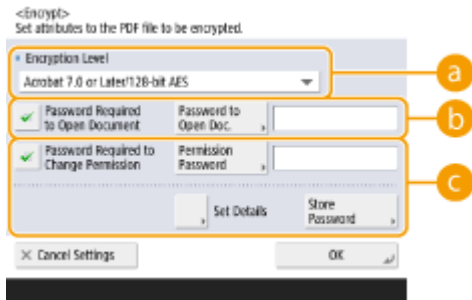 <Encrypt>
Set attributes to the PDF file to be encrypted.
Encryption Level
Acrobat 7.0 or Later/128-bit AES
a
Password Required
to Open Document
Password to
Open Doc.
b
Password Required to
Change Permission
Permission
Password
c
Set Details
Store
Password
× Cancel Settings
OK